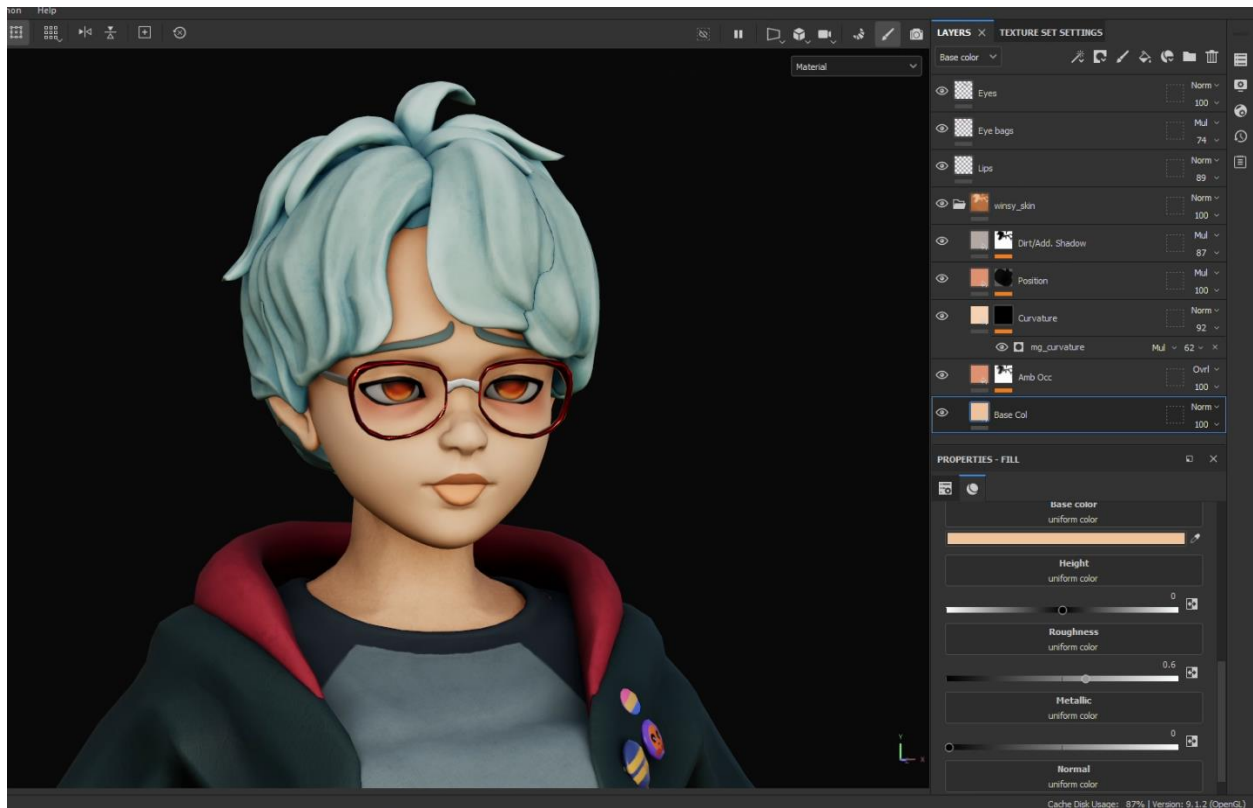 Help
Material
LAYERS × TEXTURE SET SETTINGS
Base color
Eyes
Norm
100
Eye bags
Mul
74
Lips
Norm
89
winsy_skin
Norm
100
Dirt/Add. Shadow
Mul
87
Position
Mul
100
Curvature
Norm
92
mg_curvature Mul 62 ×
Amb Occ
Ovrl
100
Base Col
Norm
100
PROPERTIES - FILL
Base color
uniform color
Height
uniform color
0
Roughness
uniform color
0.6
Metallic
uniform color
0
Normal
uniform color
Y
X
Cache Disk Usage: 87% | Version: 9.1.2 (OpenGL)